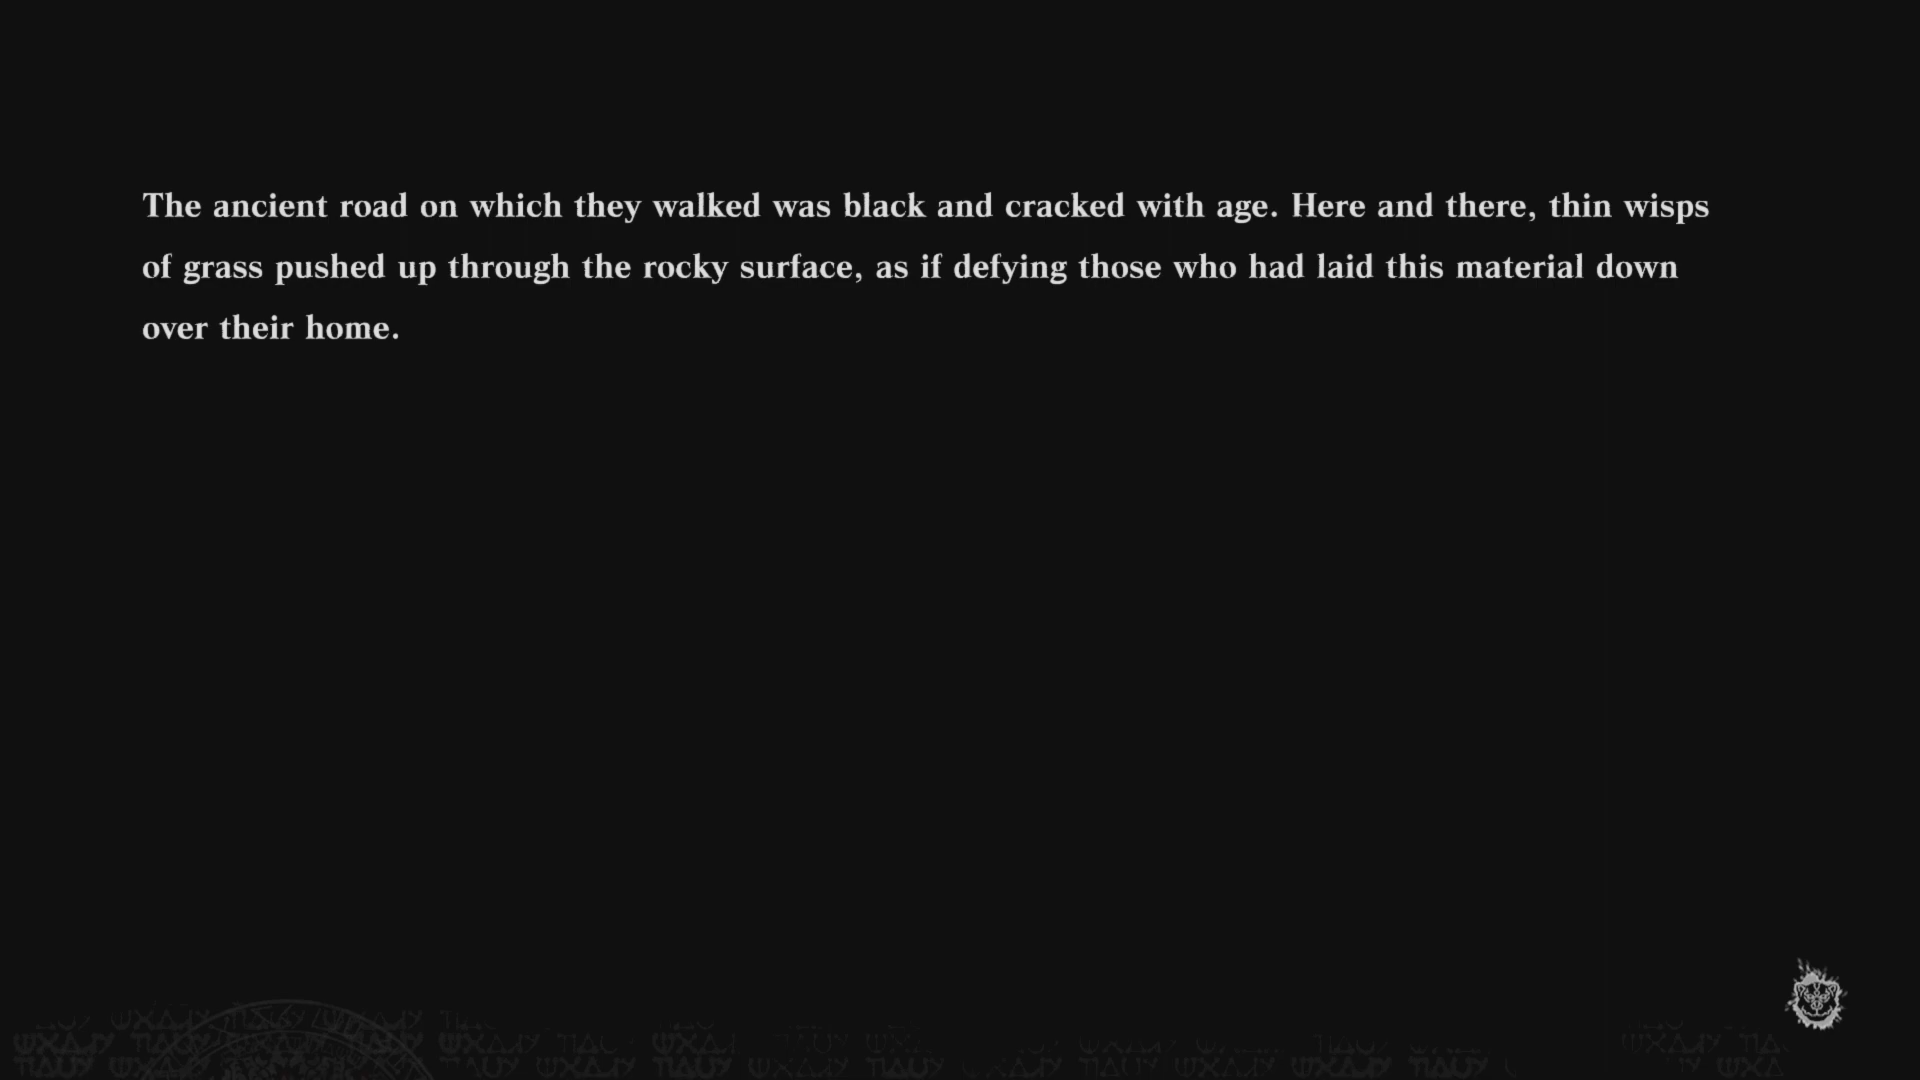 The ancient road on which they walked was black and cracked with age. Here and there, thin wisps
of grass pushed up through the rocky surface, as if defying those who had laid this material down
over their home.